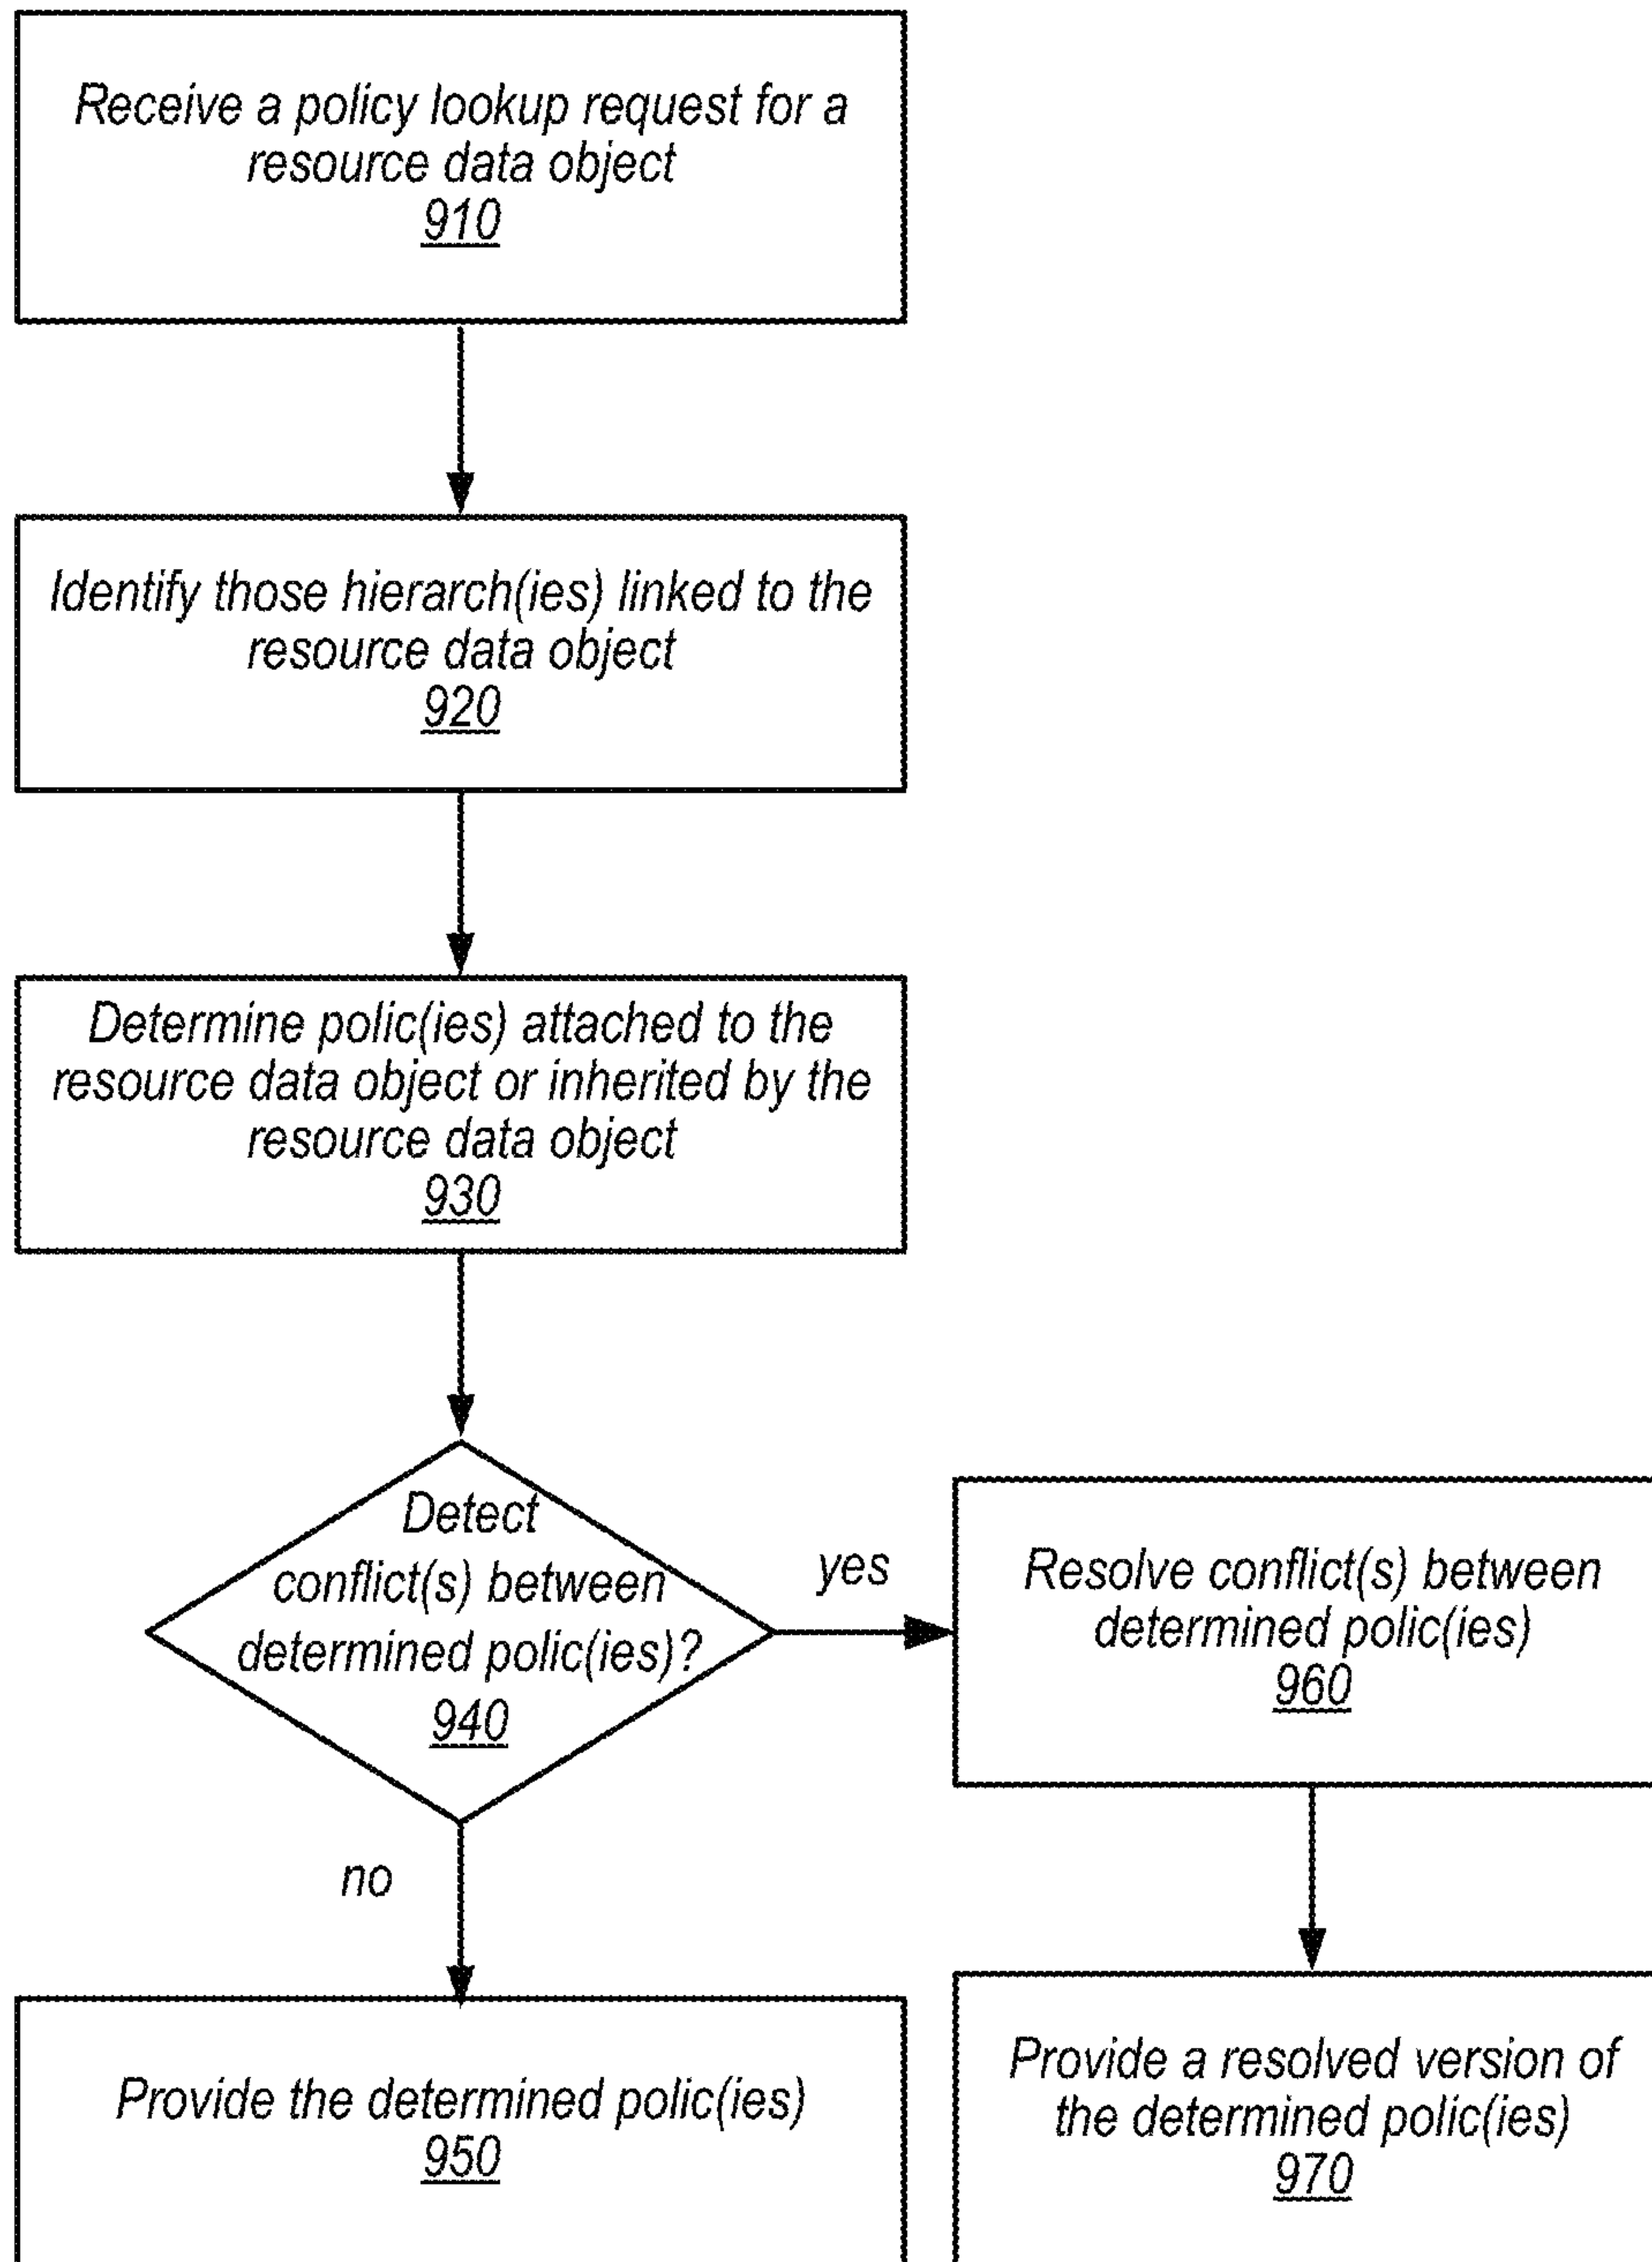 Receive a policy lookup request for a
resource data object
910
Identify those hierarch(ies) linked to the
resource data object
920
Determine polic(ies) attached to the
resource data object or inherited by the
resource data object
930
Detect
conflict(s) between
determined polic(ies)?
940
yes
Resolve conflict(s) between
determined polic(ies)
960
no
Provide the determined polic(ies)
950
Provide a resolved version of
the determined polic(ies)
970